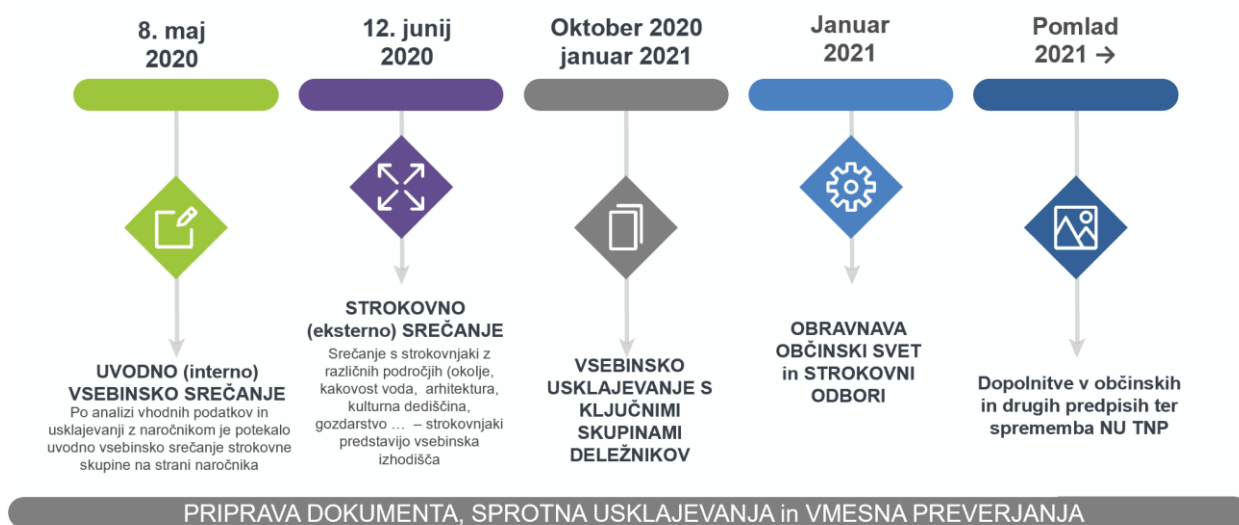 8. maj
2020
UVODNO (interno)
VSEBINSKO SREČANJE
Po analizi vhodnih podatkov in
usklajevanji z naročnikom je potekalo
uvodno vsebinsko srečanje strokovne
skupine na strani naročnika
12. junij
2020
STROKOVNO
(eksterno) SREČANJE
Srečanje s strokovnjaki z
različnih področjih (okolje,
kakovost voda, arhitektura,
kulturna dediščina,
gozdarstvo … – strokovnjaki
predstavijo vsebinska
izhodišča
Oktober 2020
januar 2021
VSEBINSKO
USKLAJEVANJE S
KLJUČNIMI
SKUPINAMI
DELEŽNIKOV
Januar
2021
OBRAVNAVA
OBČINSKI SVET
in STROKOVNI
ODBORI
Pomlad
2021 →
Dopolnitve v občinskih
in drugih predpisih ter
sprememba NU TNP
PRIPRAVA DOKUMENTA, SPROTNA USKLAJEVANJA in VMESNA PREVERJANJA